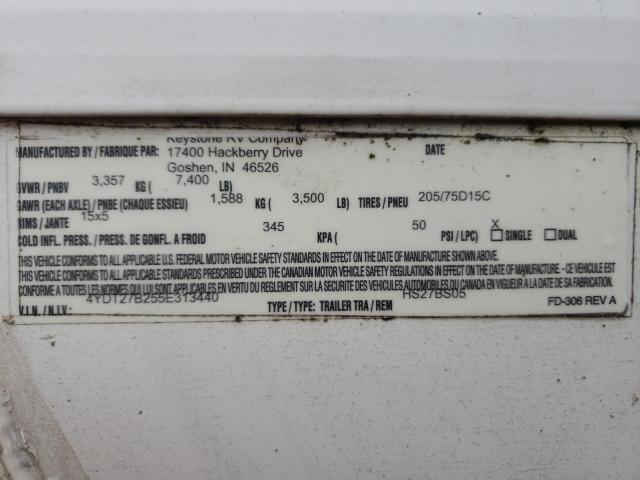 Keystone RV Company
MANUFACTURED BY / FABRIQUE PAR: 17400 Hackberry Drive DATE
Goshen, IN 46526
GVWR / PNBV 3,357 KG ( 7,400 LB)
GAWR (EACH AXLE) / PNBE (CHAQUE ESSIEU) 1,588 KG ( 3,500 LB) TIRES / PNEU 205/75D15C
RIMS / JANTE 15x5
COLD INFL. PRESS. / PRESS. DE GONFL. A FROID 345 KPA ( 50 PSI / LPC) X SINGLE DUAL
THIS VEHICLE CONFORMS TO ALL APPLICABLE U.S. FEDERAL MOTOR VEHICLE SAFETY STANDARDS IN EFFECT ON THE DATE OF MANUFACTURE SHOWN ABOVE.
THIS VEHICLE CONFORMS TO ALL APPLICABLE STANDARDS PRESCRIBED UNDER THE CANADIAN MOTOR VEHICLE SAFETY REGULATIONS IN EFFECT ON THE DATE OF MANUFACTURE - CE VEHICULE EST
CONFORME A TOUTES LES NORMES QUI LUI SONT APPLICABLES EN VERTU DU REGLEMENT SUR LA SECURITE DES VEHICULES AUTOMOBILES DU CANADA EN VIGUEUR A LA DATE DE SA FABRICATION.
4YDT27B255E313440 HS27BS05
V.I.N. / N.I.V. TYPE / TYPE: TRAILER TRA / REM FD-306 REV A